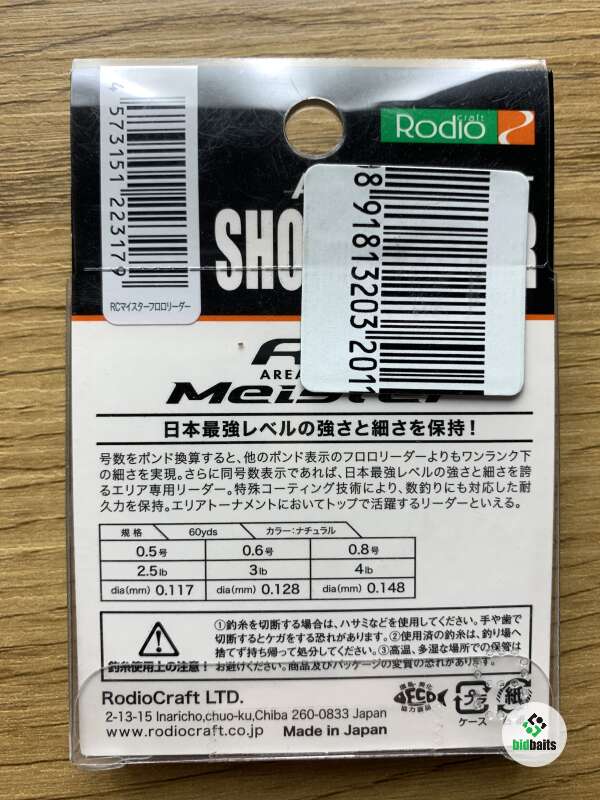 4 573151 223179
RCマイスターフロロリーダー
Rodio
craft
SHO
R
8 91813203 201
AREA
Meister
日本最強レベルの強さと細さを保持！
号数をポンド換算すると、他のポンド表示のフロロリーダーよりもワンランク下
の細さを実現。さらに同号数表示であれば、日本最強レベルの強さと細さを誇
るエリア専用リーダー。特殊コーティング技術により、数釣りにも対応した耐
久力を保持。エリアトーナメントにおいてトップで活躍するリーダーといえる。
規格 60yds カラー:ナチュラル
0.5号 0.6号 0.8号
2.5lb 3lb 4lb
dia(mm) 0.117 dia(mm) 0.128 dia(mm) 0.148
①釣糸を切断する場合は、ハサミなどを使用してください。手や歯で
切断するとケガをする恐れがあります。②使用済の釣糸は、釣り場へ
捨てず持ち帰って処分してください。③高温、多湿な場所での保管は
釣糸使用上の注意！ お避けください。商品及びパッケージの変質の恐れがあります。
RodioCraft LTD.
2-13-15 Inaricho,chuo-ku,Chiba 260-0833 Japan
www.rodiocraft.co.jp Made in Japan
FECO
プラ
ケース
紙
bidbaits